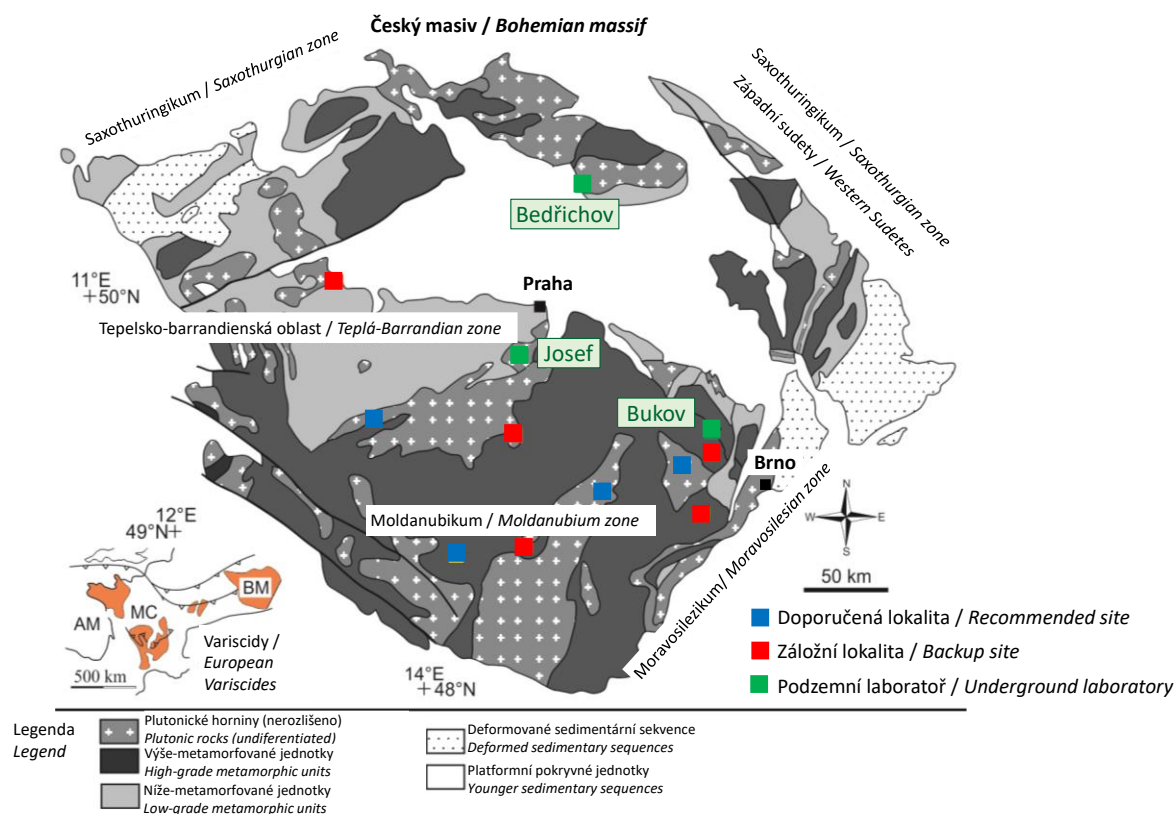 Český masiv / Bohemian massif
Saxothuringikum / Saxothurgian zone
Saxothuringikum / Saxothurgian zone
Západní sudety / Western Sudetes
Bedřichov
11°E
+50°N
Praha
Tepelsko-barrandienská oblast / Teplá-Barrandian zone
Josef
Bukov
Brno
Moldanubikum / Moldanubium zone
Moravosilezikum/ Moravosilesian zone
N
W E
S
50 km
12°E
49°N+
BM
AM
MC
Variscidy /
European
Variscides
500 km
14°E
+48°N
Doporučená lokalita / Recommended site
Záložní lokalita / Backup site
Podzemní laboratoř / Underground laboratory
Legenda
Legend
Plutonické horniny (nerozlišeno)
Plutonic rocks (undiferentiated)
Výše-metamorfované jednotky
High-grade metamorphic units
Níže-metamorfované jednotky
Low-grade metamorphic units
Deformované sedimentární sekvence
Deformed sedimentary sequences
Platformní pokryvné jednotky
Younger sedimentary sequences